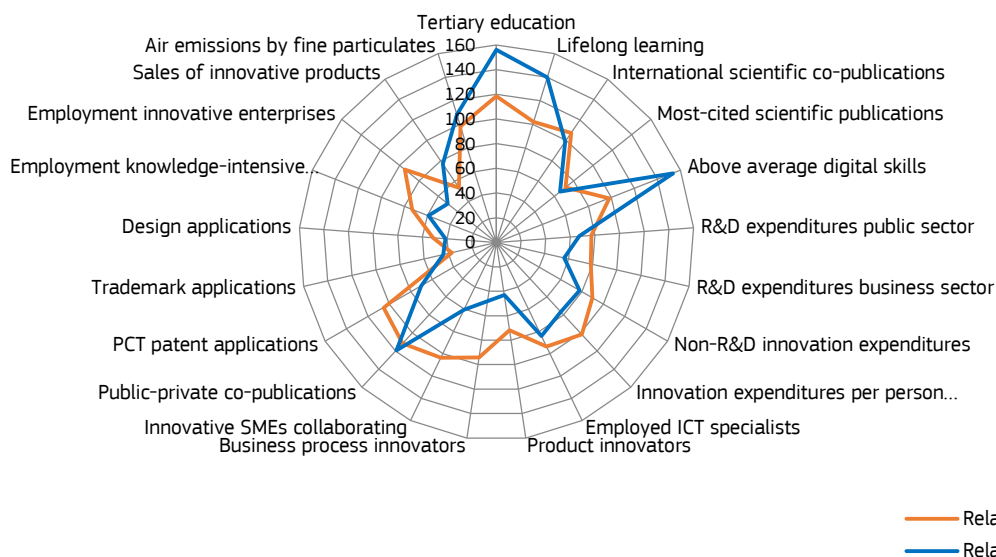 Tertiary education
Lifelong learning
International scientific co-publications
Most-cited scientific publications
Above average digital skills
R&D expenditures public sector
R&D expenditures business sector
Non-R&D innovation expenditures
Innovation expenditures per person...
Employed ICT specialists
Product innovators
Business process innovators
Innovative SMEs collaborating
Public-private co-publications
PCT patent applications
Trademark applications
Design applications
Employment knowledge-intensive...
Employment innovative enterprises
Sales of innovative products
Air emissions by fine particulates
160
140
120
100
80
60
40
20
0
Rela
Rela